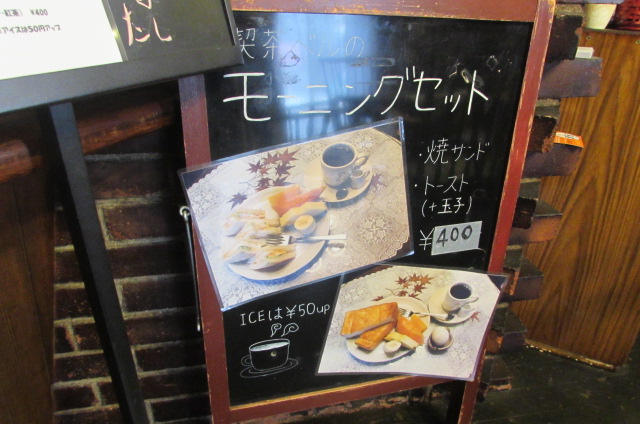 紅茶) ¥400
アイスは50円アップ
だし
喫茶
の
モーニングセット
・焼サンド
・トースト
(+玉子)
¥400
ICEは¥50up